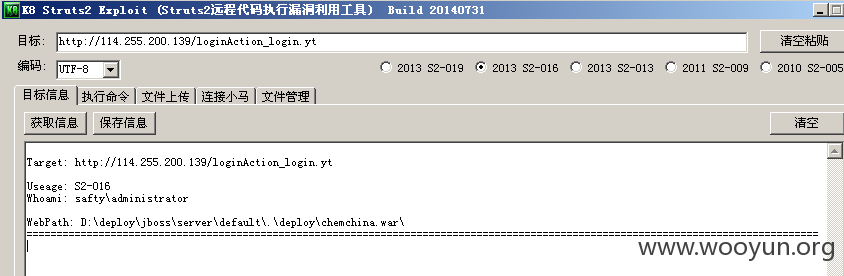 K8 Struts2 Exploit (Struts2远程代码执行漏洞利用工具) Build 20140731
目标: http://114.255.200.139/loginAction_login.yt 清空粘贴
编码: UTF-8 2013 S2-019 2013 S2-016 2013 S2-013 2011 S2-009 2010 S2-005
目标信息 执行命令 文件上传 连接小马 文件管理
获取信息 保存信息 清空
Target: http://114.255.200.139/loginAction_login.yt
Useage: S2-016
Whoami: safty\administrator
WebPath: D:\deploy\jboss\server\default\.\deploy\chemchina.war\
www.wooyun.org